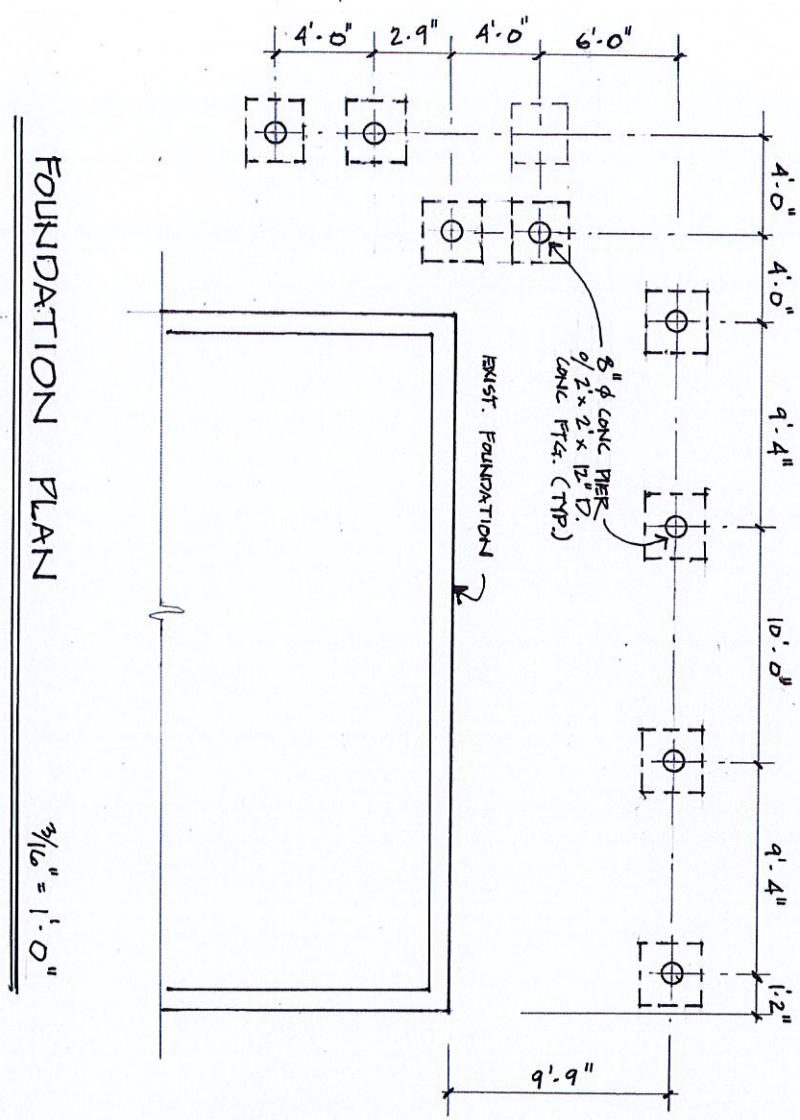 4'-0"
2-9"
4'-0"
6'-0"
4'-0"
4'-0"
9'-4"
10'-0"
9'-4"
1'-2"
9'-9"
8" ϕ CONC PIER
O/ 2' x 2' x 12" D.
CONC FTG. (TYP.)
EXIST. FOUNDATION
FOUNDATION PLAN
3/16" = 1'-0"